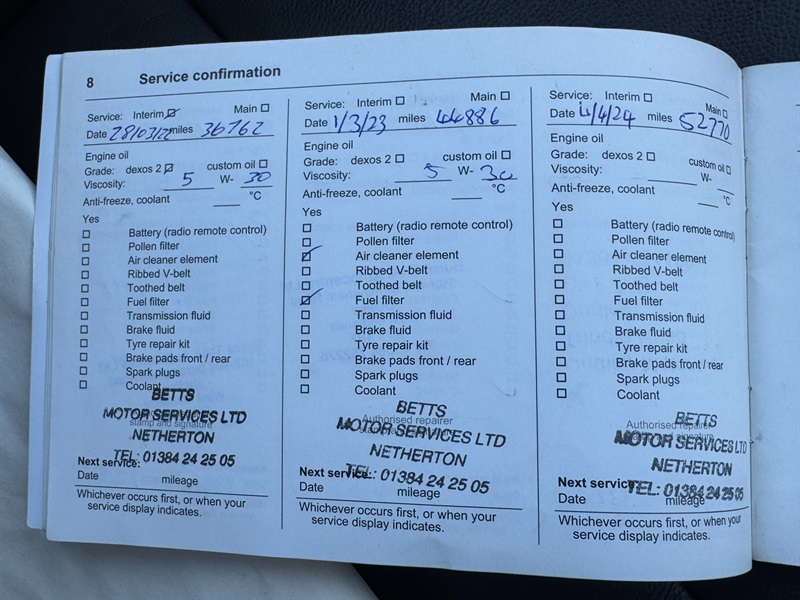 8 Service confirmation
Service: Interim Main
Date 28/03/22 miles 36762
Engine oil
Grade: dexos 2 custom oil
Viscosity: 5 W- 30
Anti-freeze, coolant °C
Yes
Battery (radio remote control)
Pollen filter
Air cleaner element
Ribbed V-belt
Toothed belt
Fuel filter
Transmission fluid
Brake fluid
Tyre repair kit
Brake pads front / rear
Spark plugs
Coolant
BETTS
MOTOR SERVICES LTD
stamp and signature
NETHERTON
TEL: 01384 24 25 05
Next service:
Date mileage
Whichever occurs first, or when your
service display indicates.
Service: Interim Main
Date 1/3/23 miles 44886
Engine oil
Grade: dexos 2 custom oil
Viscosity: 5 W- 30
Anti-freeze, coolant °C
Yes
Battery (radio remote control)
Pollen filter
Air cleaner element
Ribbed V-belt
Toothed belt
Fuel filter
Transmission fluid
Brake fluid
Tyre repair kit
Brake pads front / rear
Spark plugs
Coolant
BETTS
Authorised repairer
MOTOR SERVICES LTD
NETHERTON
Next service:
TEL: 01384 24 25 05
Date mileage
Whichever occurs first, or when your
service display indicates.
Service: Interim Main
Date 4/4/24 miles 52770
Engine oil
Grade: dexos 2 custom oil
Viscosity: W-
Anti-freeze, coolant °C
Yes
Battery (radio remote control)
Pollen filter
Air cleaner element
Ribbed V-belt
Toothed belt
Fuel filter
Transmission fluid
Brake fluid
Tyre repair kit
Brake pads front / rear
Spark plugs
Coolant
BETTS
Authorised repairer
MOTOR SERVICES LTD
NETHERTON
Next service:
TEL: 01384 24 25 05
Date mileage
Whichever occurs first, or when your
service display indicates.